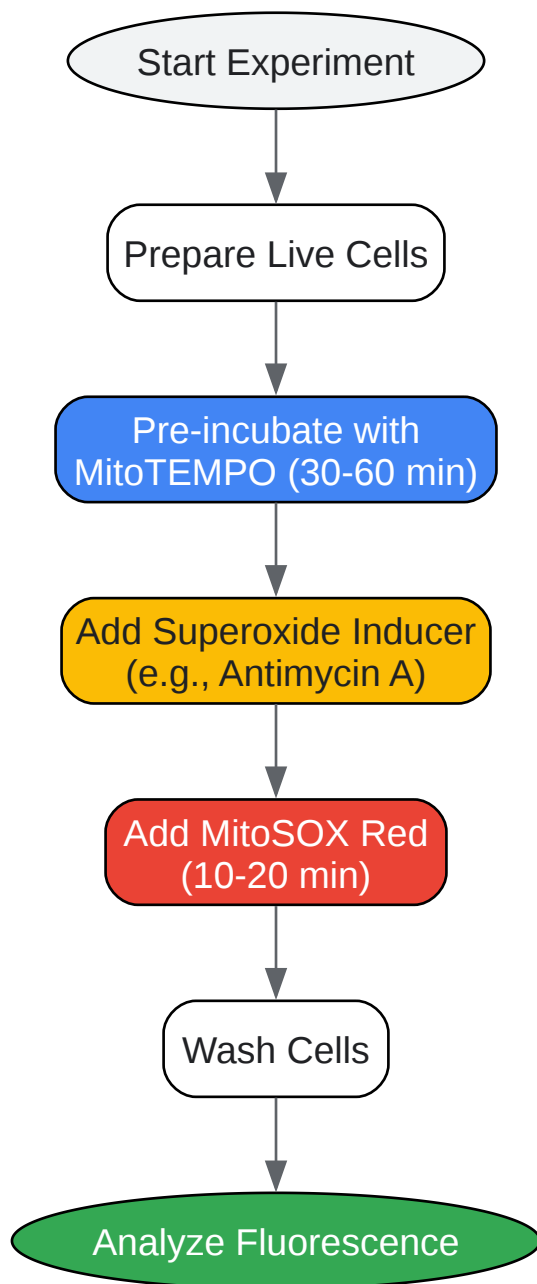 Start Experiment
Prepare Live Cells
Pre-incubate with
MitoTEMPO (30-60 min)
Add Superoxide Inducer
(e.g., Antimycin A)
Add MitoSOX Red
(10-20 min)
Wash Cells
Analyze Fluorescence